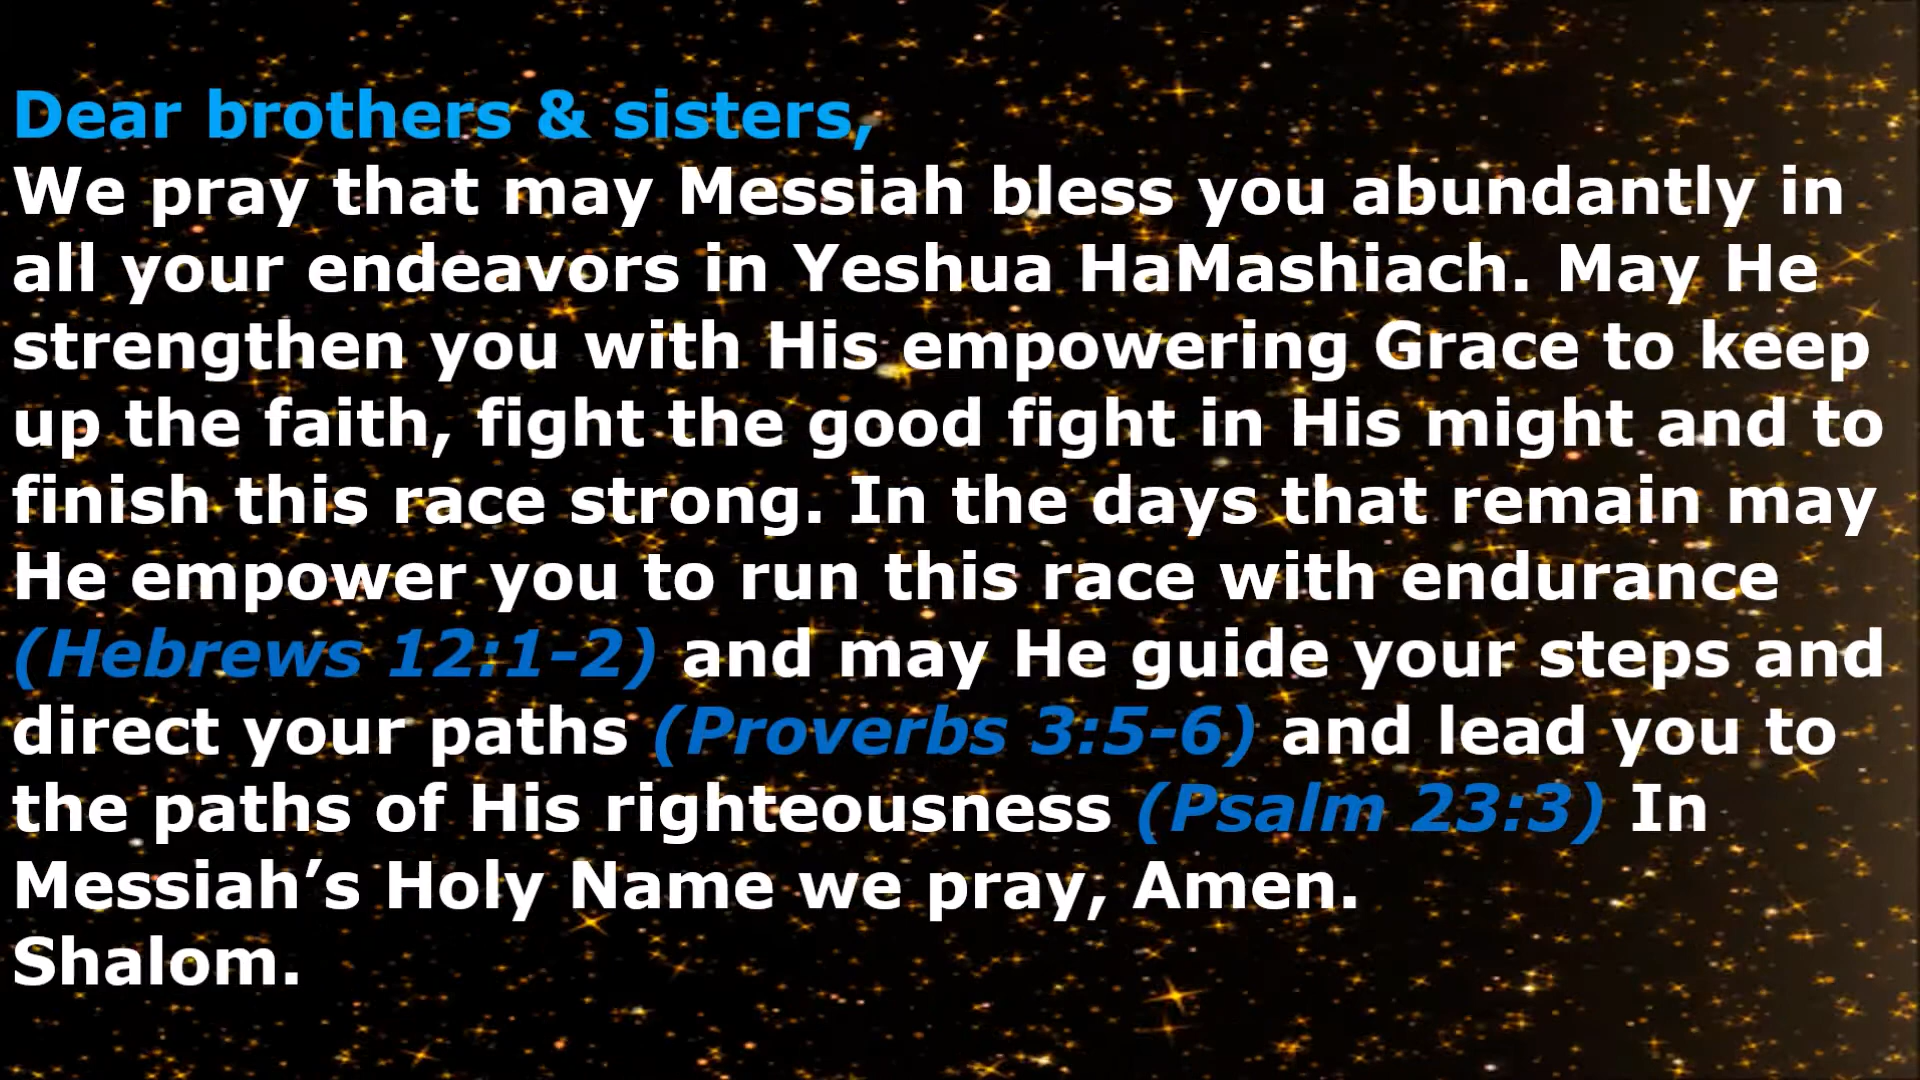 Dear brothers & sisters,
We pray that may Messiah bless you abundantly in
all your endeavors in Yeshua HaMashiach. May He
strengthen you with His empowering Grace to keep
up the faith, fight the good fight in His might and to
finish this race strong. In the days that remain may
He empower you to run this race with endurance
(Hebrews 12:1-2) and may He guide your steps and
direct your paths (Proverbs 3:5-6) and lead you to
the paths of His righteousness (Psalm 23:3) In
Messiah’s Holy Name we pray, Amen.
Shalom.